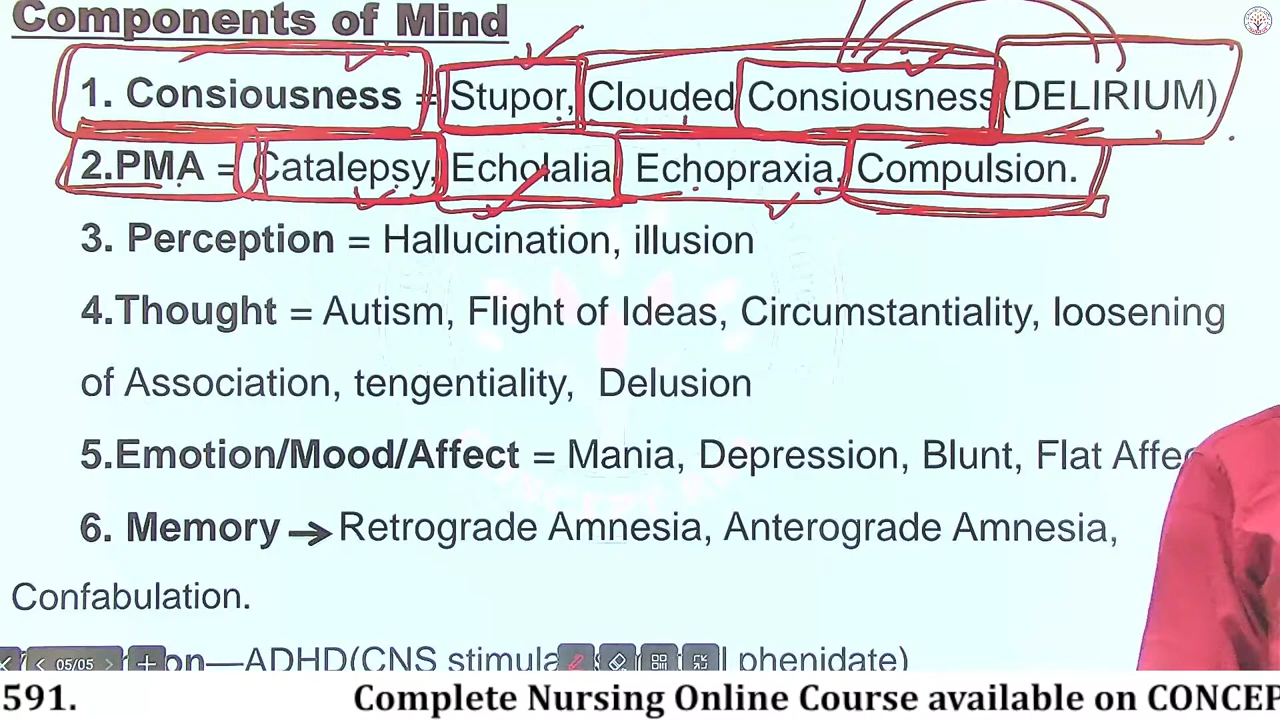 Components of Mind
1. Consiousness = Stupor, Clouded Consiousness (DELIRIUM)
2.PMA = Catalepsy, Echolalia Echopraxia, Compulsion.
3. Perception = Hallucination, illusion
4.Thought = Autism, Flight of Ideas, Circumstantiality, loosening
of Association, tengentiality, Delusion
5.Emotion/Mood/Affect = Mania, Depression, Blunt, Flat
6. Memory → Retrograde Amnesia, Anterograde Amnesia,
Confabulation.
05/05 —ADHD(CNS phenidate)
591. Complete Nursing Online Course available on CONCEP